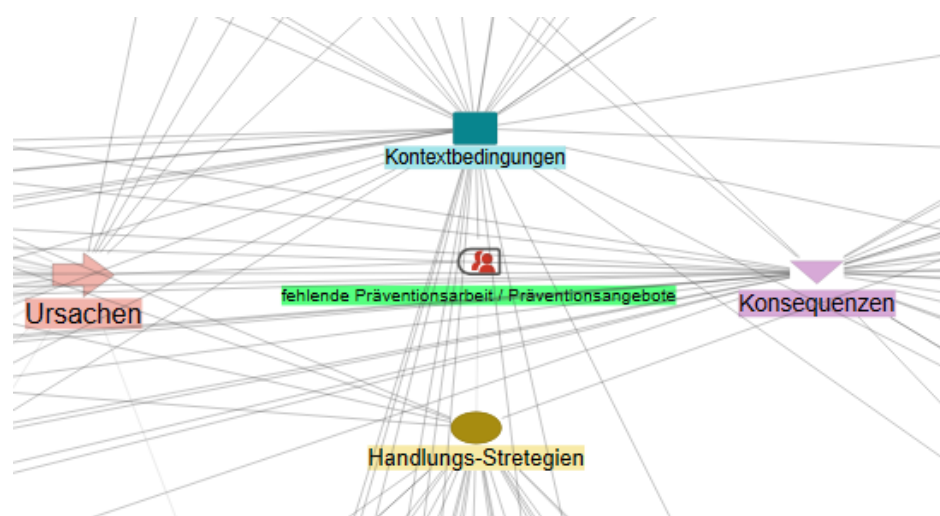 Kontextbedingungen
fehlende Präventionsarbeit / Präventionsangebote
Ursachen
Konsequenzen
Handlungs-Stretegien